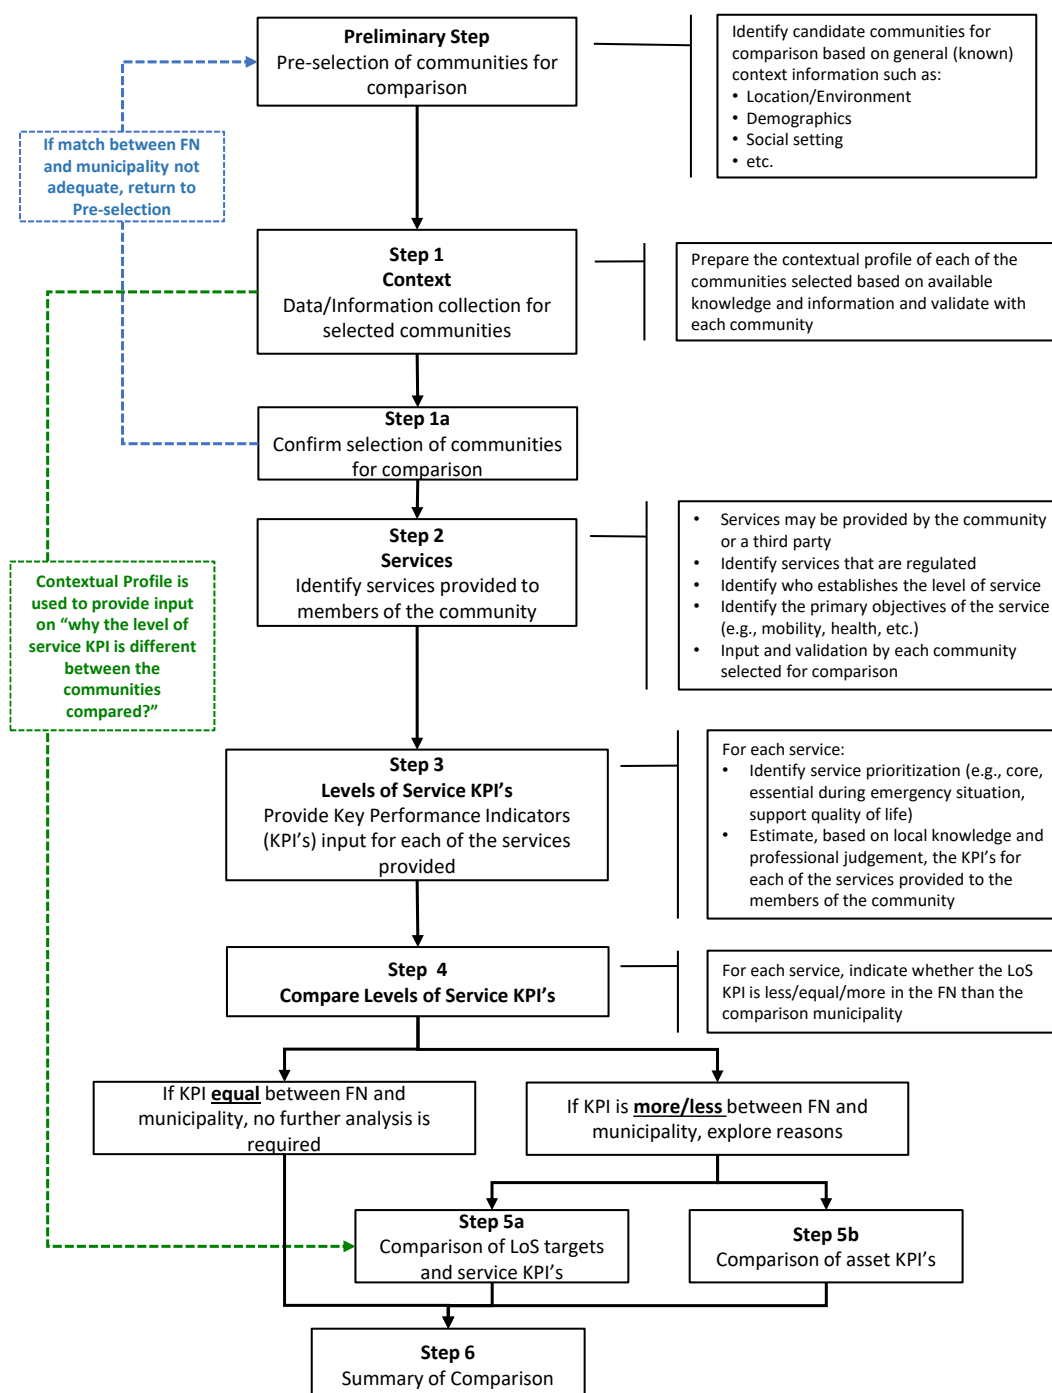 Preliminary Step
Pre-selection of communities for
comparison
Identify candidate communities for
comparison based on general (known)
context information such as:
• Location/Environment
• Demographics
• Social setting
• etc.
If match between FN
and municipality not
adequate, return to
Pre-selection
Step 1
Context
Data/Information collection for
selected communities
Prepare the contextual profile of each of the
communities selected based on available
knowledge and information and validate with
each community
Step 1a
Confirm selection of communities
for comparison
Step 2
Services
Identify services provided to
members of the community
• Services may be provided by the community
or a third party
• Identify services that are regulated
• Identify who establishes the level of service
• Identify the primary objectives of the service
(e.g., mobility, health, etc.)
• Input and validation by each community
selected for comparison
Contextual Profile is
used to provide input
on “why the level of
service KPI is different
between the
communities
compared?”
Step 3
Levels of Service KPI’s
Provide Key Performance Indicators
(KPI’s) input for each of the services
provided
For each service:
• Identify service prioritization (e.g., core,
essential during emergency situation,
support quality of life)
• Estimate, based on local knowledge and
professional judgement, the KPI’s for
each of the services provided to the
members of the community
Step 4
Compare Levels of Service KPI’s
For each service, indicate whether the LoS
KPI is less/equal/more in the FN than the
comparison municipality
If KPI equal between FN and
municipality, no further analysis is
required
If KPI is more/less between FN and
municipality, explore reasons
Step 5a
Comparison of LoS targets
and service KPI’s
Step 5b
Comparison of asset KPI’s
Step 6
Summary of Comparison